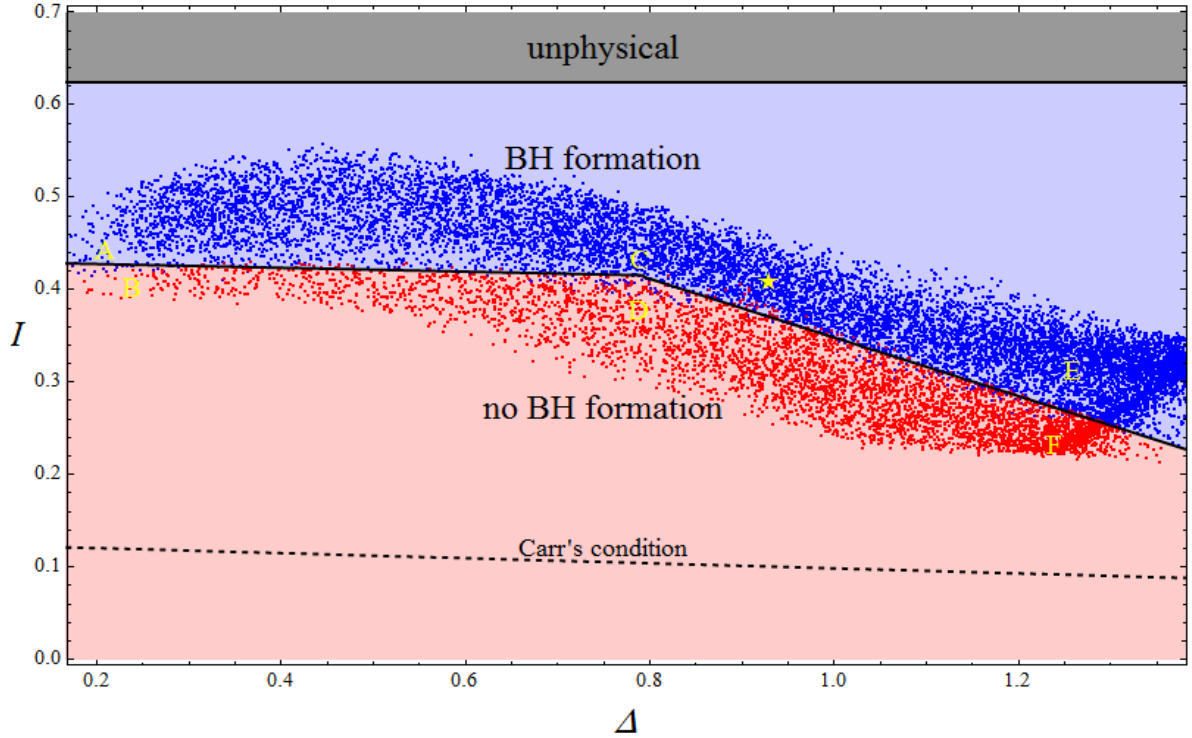 0.7
unphysical
0.6
BH formation
0.5
A
C
0.4
B
D
I
0.3
E
no BH formation
F
0.2
Carr's condition
0.1
0.0
0.2 0.4 0.6 0.8 1.0 1.2
Δ